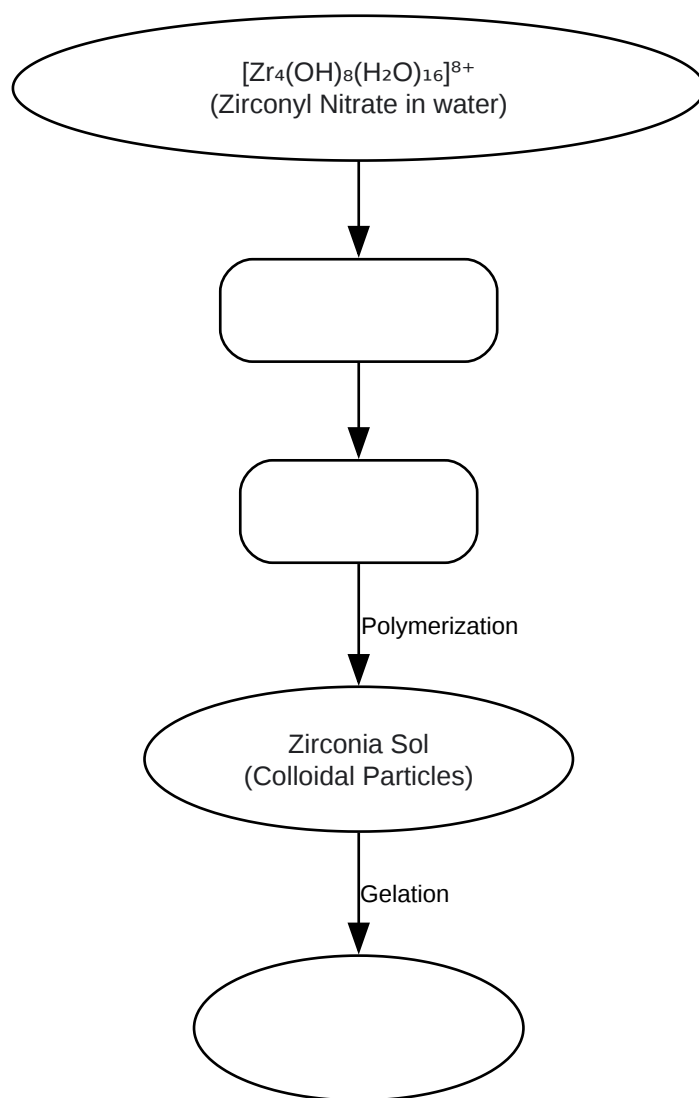 [Zr₄(OH)₈(H₂O)₁₆]⁸⁺
(Zirconyl Nitrate in water)
Polymerization
Zirconia Sol
(Colloidal Particles)
Gelation